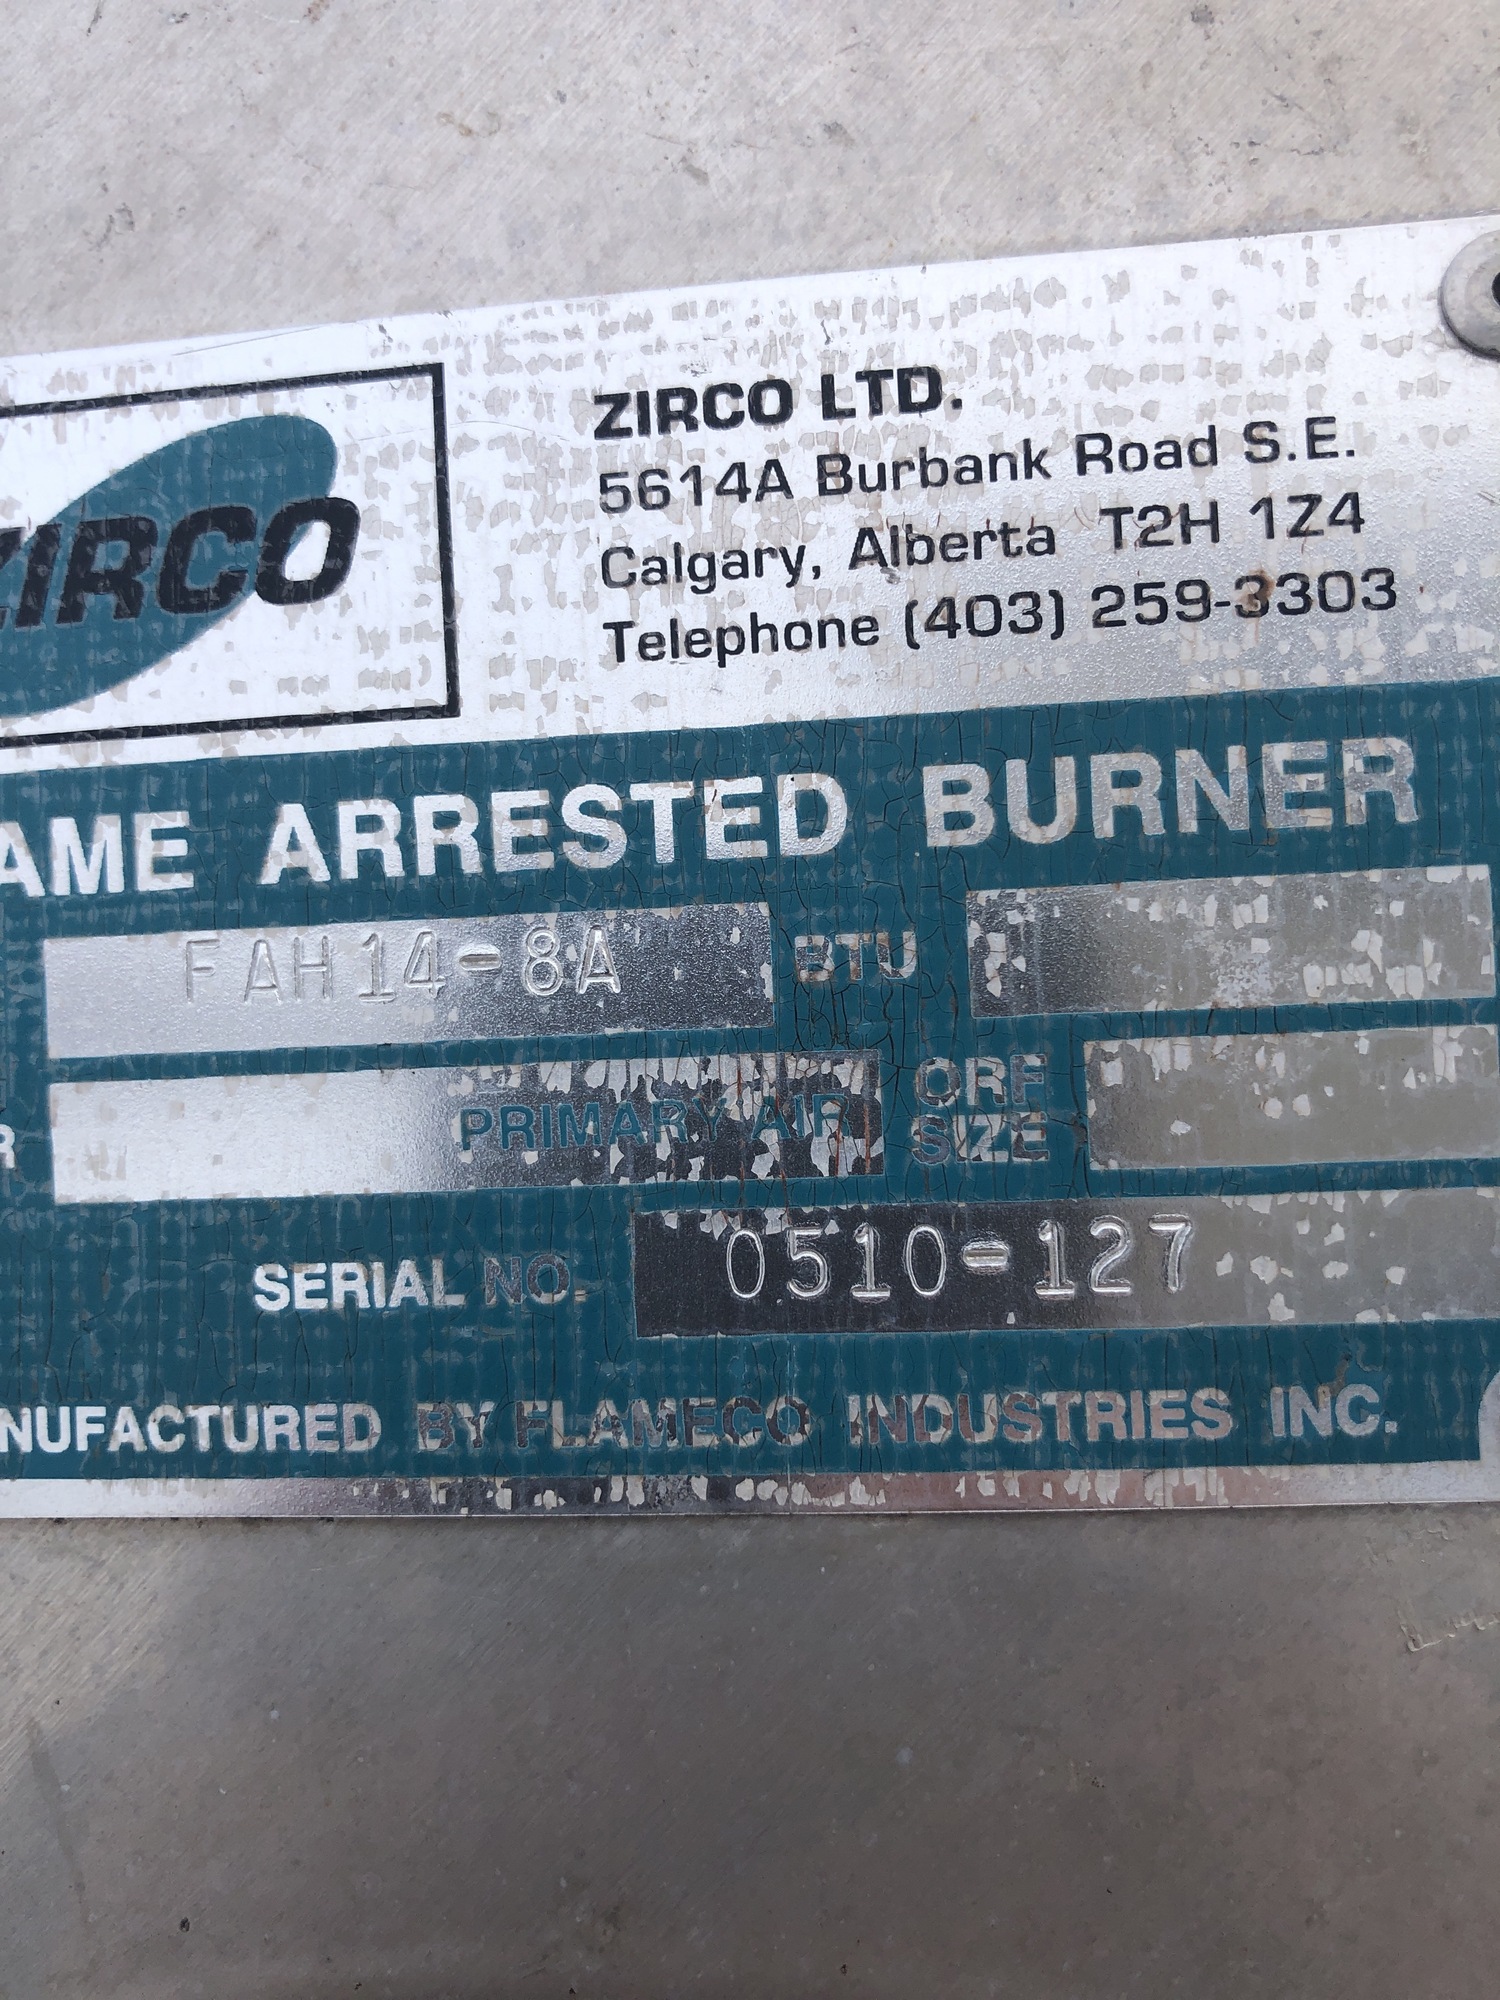 ZIRCO
ZIRCO LTD.
5614A Burbank Road S.E.
Calgary, Alberta T2H 1Z4
Telephone (403) 259-3303
AME ARRESTED BURNER
FAH14-8A BTU
R PRIMARY AIR ORF SIZE
SERIAL NO. 0510-127
NUFACTURED BY FLAMECO INDUSTRIES INC.